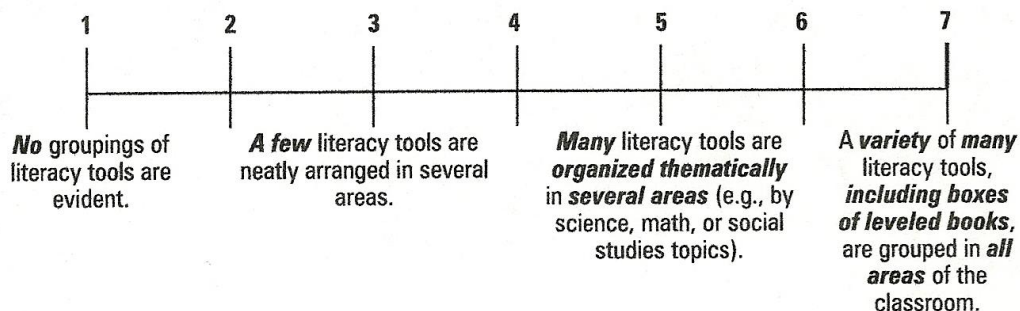 1 2 3 4 5 6 7
No groupings of
literacy tools are
evident.
A few literacy tools are
neatly arranged in several
areas.
Many literacy tools are
organized thematically
in several areas (e.g., by
science, math, or social
studies topics).
A variety of many
literacy tools,
including boxes
of leveled books,
are grouped in all
areas of the
classroom.